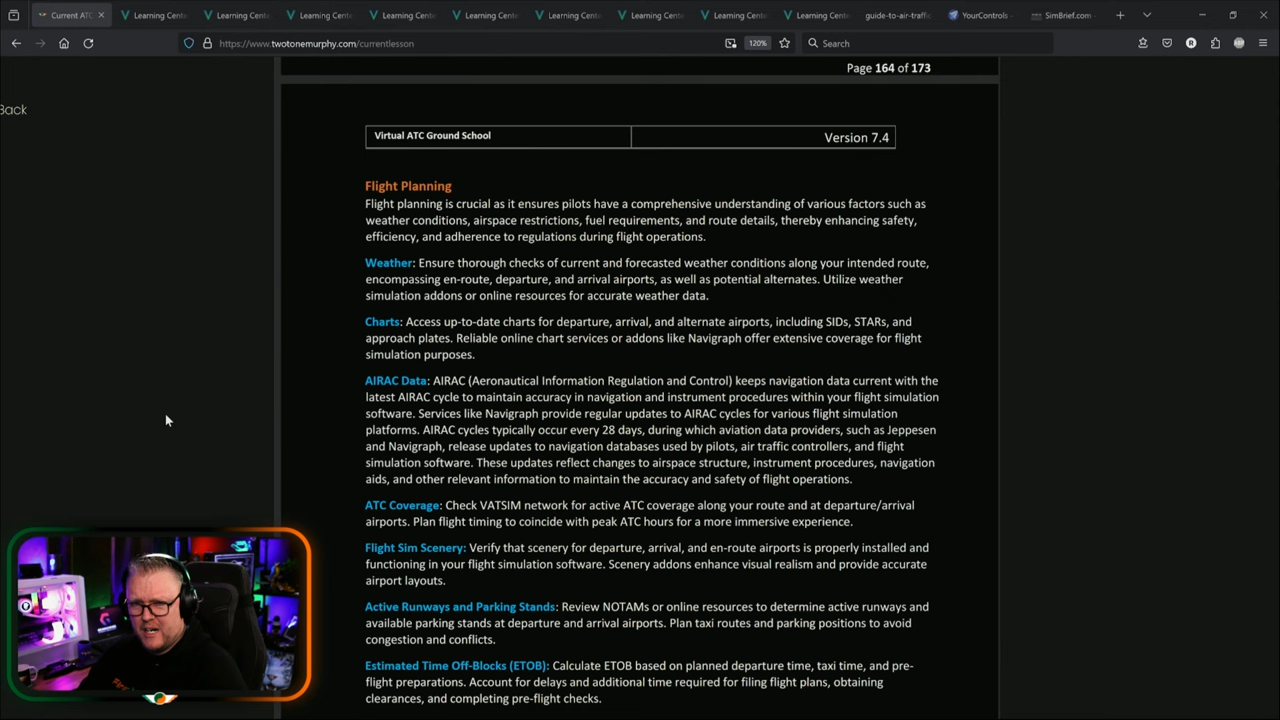 Current ATC
Learning Cente
Learning Cente
Learning Cente
Learning Cente
Learning Cente
Learning Cente
Learning Cente
Learning Cente
Learning Cente
guide-to-air-traffic
YourControls -
SimBrief.com -
https://www.twotonemurphy.com/currentlesson
120%
Search
Page 164 of 173
Back
Virtual ATC Ground School
Version 7.4
Flight Planning
Flight planning is crucial as it ensures pilots have a comprehensive understanding of various factors such as
weather conditions, airspace restrictions, fuel requirements, and route details, thereby enhancing safety,
efficiency, and adherence to regulations during flight operations.
Weather: Ensure thorough checks of current and forecasted weather conditions along your intended route,
encompassing en-route, departure, and arrival airports, as well as potential alternates. Utilize weather
simulation addons or online resources for accurate weather data.
Charts: Access up-to-date charts for departure, arrival, and alternate airports, including SIDs, STARs, and
approach plates. Reliable online chart services or addons like Navigraph offer extensive coverage for flight
simulation purposes.
AIRAC Data: AIRAC (Aeronautical Information Regulation and Control) keeps navigation data current with the
latest AIRAC cycle to maintain accuracy in navigation and instrument procedures within your flight simulation
software. Services like Navigraph provide regular updates to AIRAC cycles for various flight simulation
platforms. AIRAC cycles typically occur every 28 days, during which aviation data providers, such as Jeppesen
and Navigraph, release updates to navigation databases used by pilots, air traffic controllers, and flight
simulation software. These updates reflect changes to airspace structure, instrument procedures, navigation
aids, and other relevant information to maintain the accuracy and safety of flight operations.
ATC Coverage: Check VATSIM network for active ATC coverage along your route and at departure/arrival
airports. Plan flight timing to coincide with peak ATC hours for a more immersive experience.
Flight Sim Scenery: Verify that scenery for departure, arrival, and en-route airports is properly installed and
functioning in your flight simulation software. Scenery addons enhance visual realism and provide accurate
airport layouts.
Active Runways and Parking Stands: Review NOTAMs or online resources to determine active runways and
available parking stands at departure and arrival airports. Plan taxi routes and parking positions to avoid
congestion and conflicts.
Estimated Time Off-Blocks (ETOB): Calculate ETOB based on planned departure time, taxi time, and pre-
flight preparations. Account for delays and additional time required for filing flight plans, obtaining
clearances, and completing pre-flight checks.